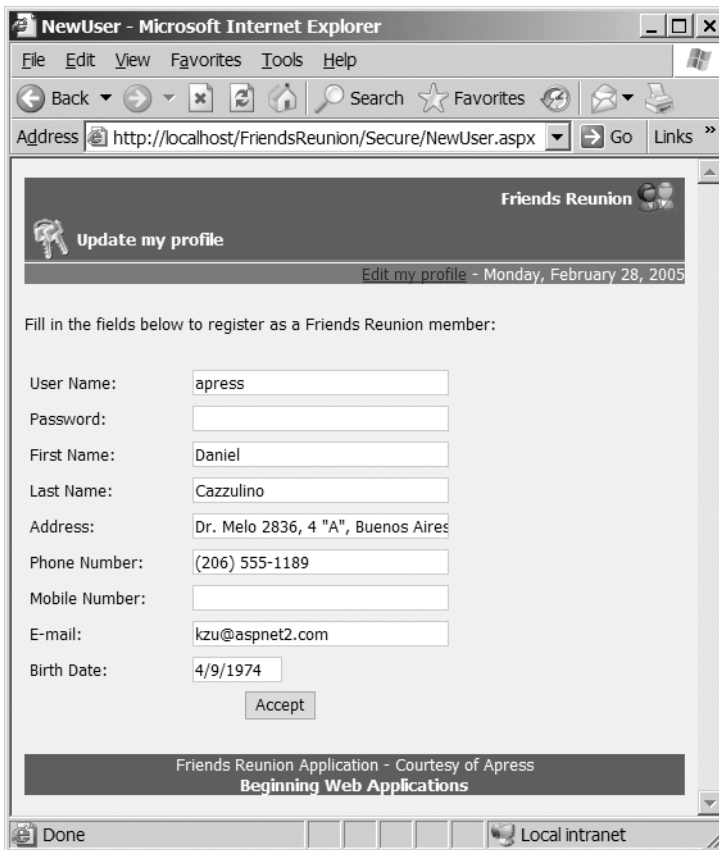 NewUser - Microsoft Internet Explorer
File Edit View Favorites Tools Help
Back Search Favorites
Address http://localhost/FriendsReunion/Secure/NewUser.aspx Go Links »
Friends Reunion
Update my profile
Edit my profile - Monday, February 28, 2005
Fill in the fields below to register as a Friends Reunion member:
User Name: apress
Password:
First Name: Daniel
Last Name: Cazzulino
Address: Dr. Melo 2836, 4 "A", Buenos Aires
Phone Number: (206) 555-1189
Mobile Number:
E-mail: kzu@aspnet2.com
Birth Date: 4/9/1974
Accept
Friends Reunion Application - Courtesy of Apress
Beginning Web Applications
Done Local intranet